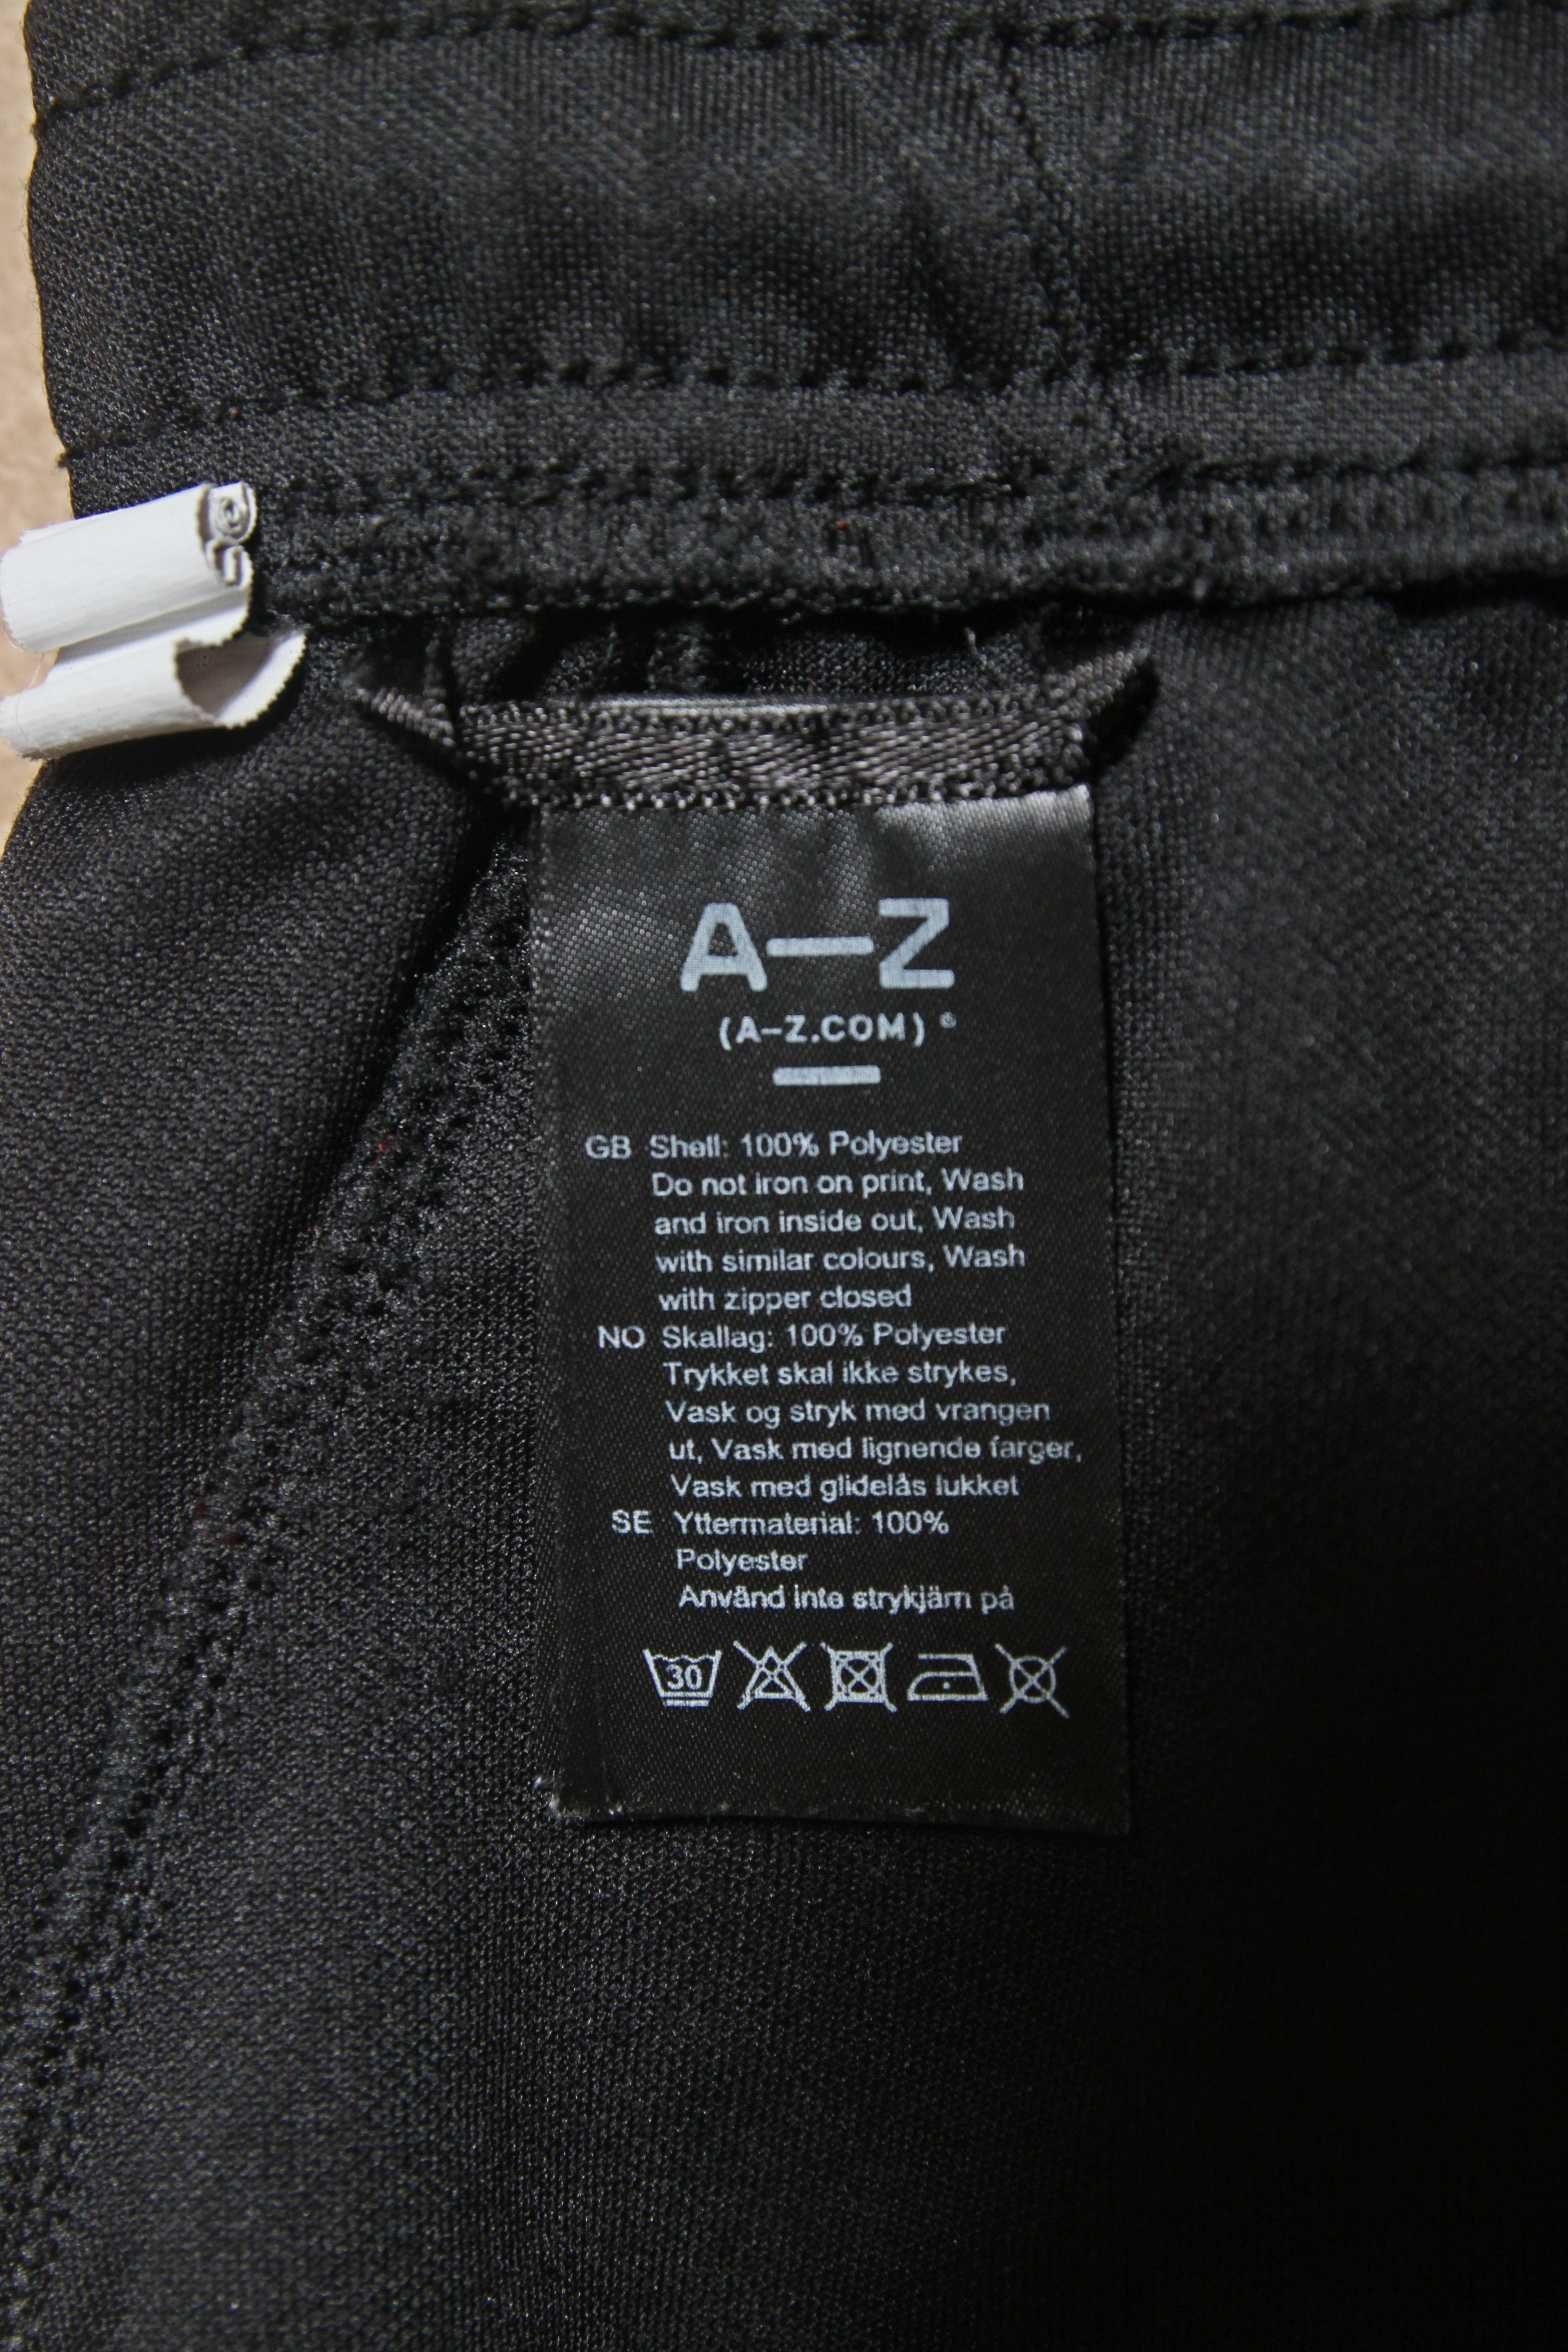 A—Z
(A-Z.COM)
GB Shell: 100% Polyester
Do not iron on print, Wash
and iron inside out, Wash
with similar colours, Wash
with zipper closed
NO Skallag: 100% Polyester
Trykket skal ikke strykes,
Vask og stryk med vrangen
ut, Vask med lignende farger,
Vask med glidelås lukket
SE Yttermaterial: 100%
Polyester
Använd inte strykjärn på
30